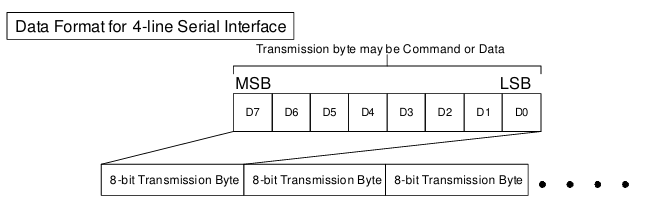 Data Format for 4-line Serial Interface
Transmission byte may be Command or Data
MSB LSB
D7 D6 D5 D4 D3 D2 D1 D0
8-bit Transmission Byte 8-bit Transmission Byte 8-bit Transmission Byte